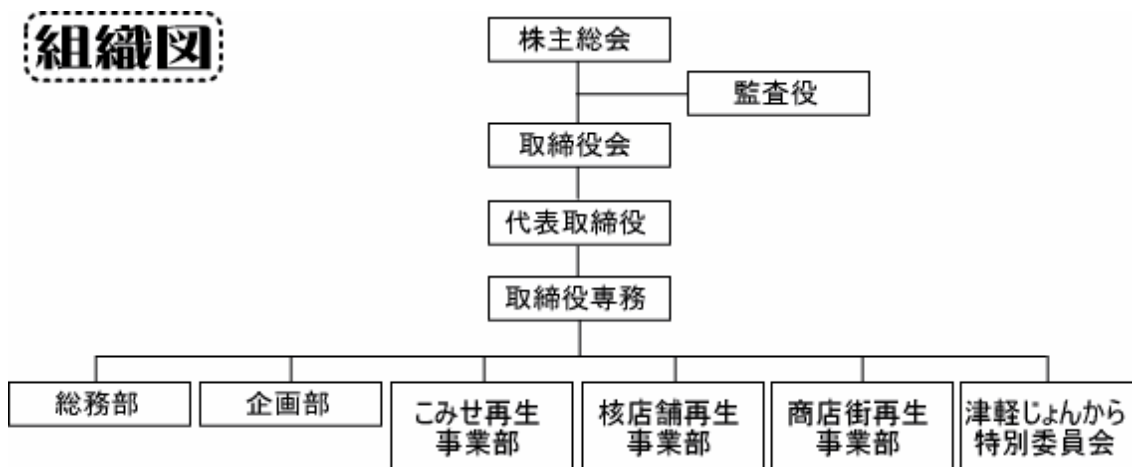 組織図
株主総会
監査役
取締役会
代表取締役
取締役専務
総務部
企画部
こみせ再生
事業部
核店舗再生
事業部
商店街再生
事業部
津軽じょんから
特別委員会